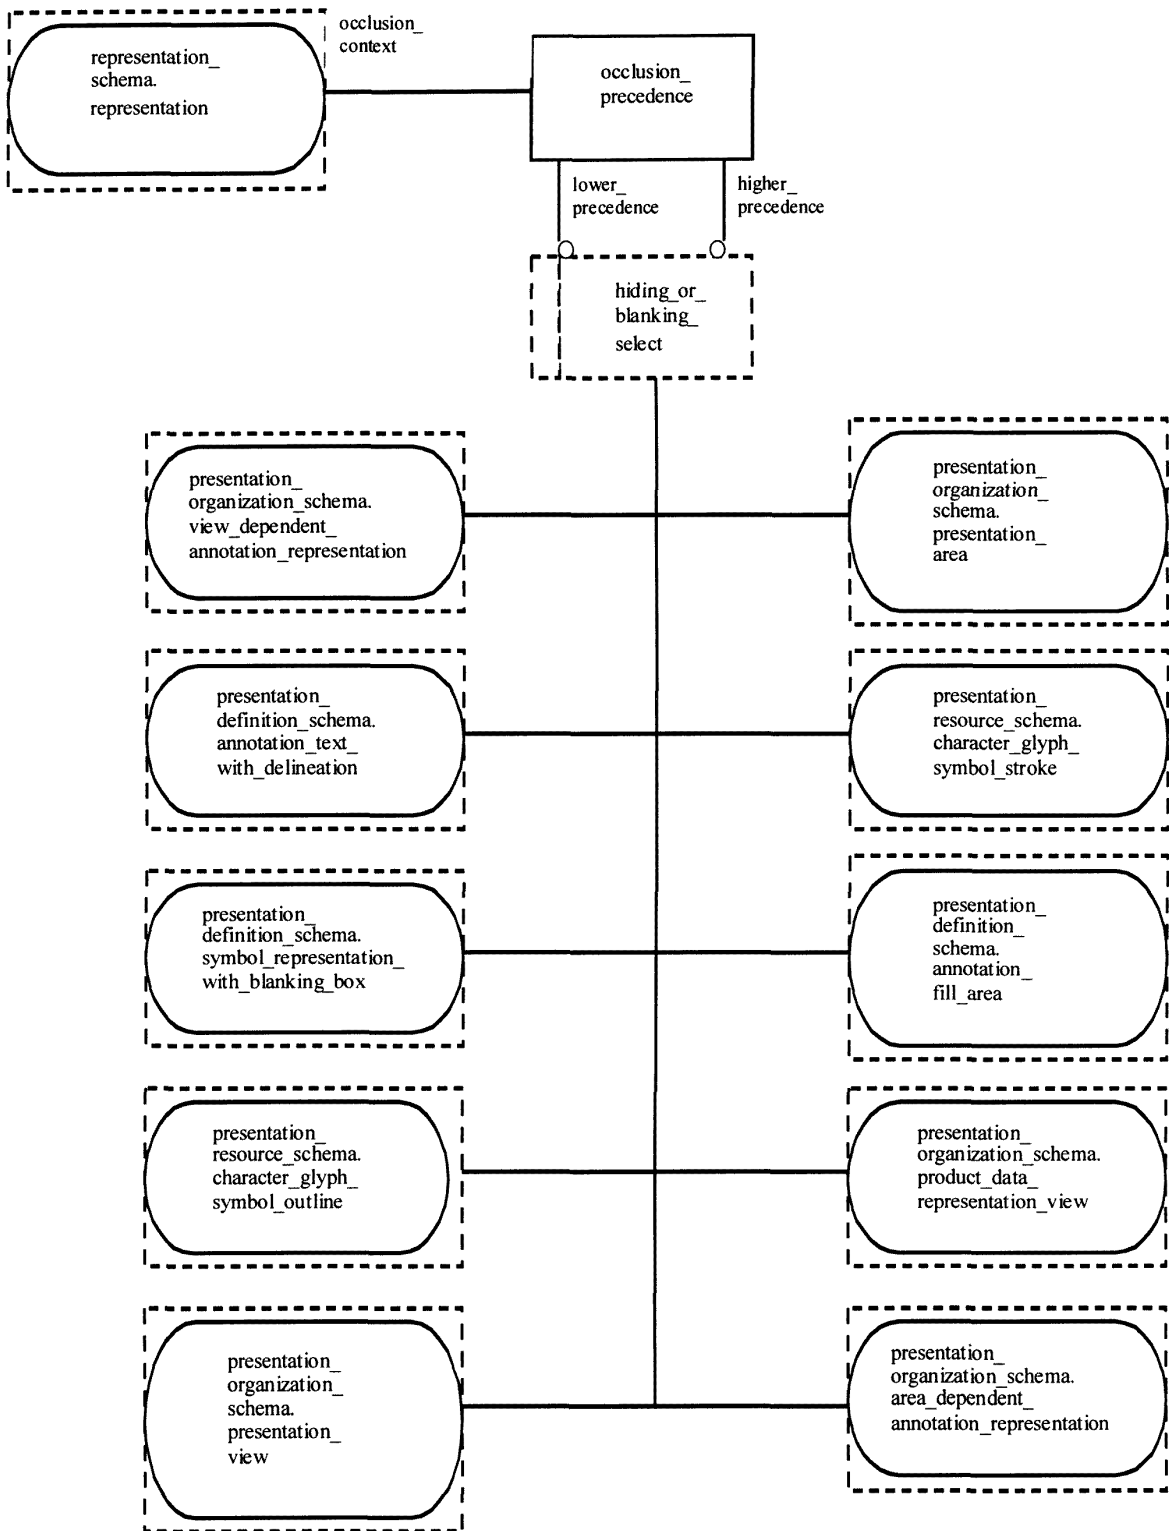 representation_
schema.
representation
occlusion_
context
occlusion_
precedence
lower_
precedence
higher_
precedence
hiding_or_
blanking_
select
presentation_
organization_schema.
view_dependent_
annotation_representation
presentation_
organization_
schema.
presentation_
area
presentation_
definition_schema.
annotation_text_
with_delineation
presentation_
resource_schema.
character_glyph_
symbol_stroke
presentation_
definition_schema.
symbol_representation_
with_blanking_box
presentation_
definition_
schema.
annotation_
fill_area
presentation_
resource_schema.
character_glyph_
symbol_outline
presentation_
organization_schema.
product_data_
representation_view
presentation_
organization_
schema.
presentation_
view
presentation_
organization_schema.
area_dependent_
annotation_representation